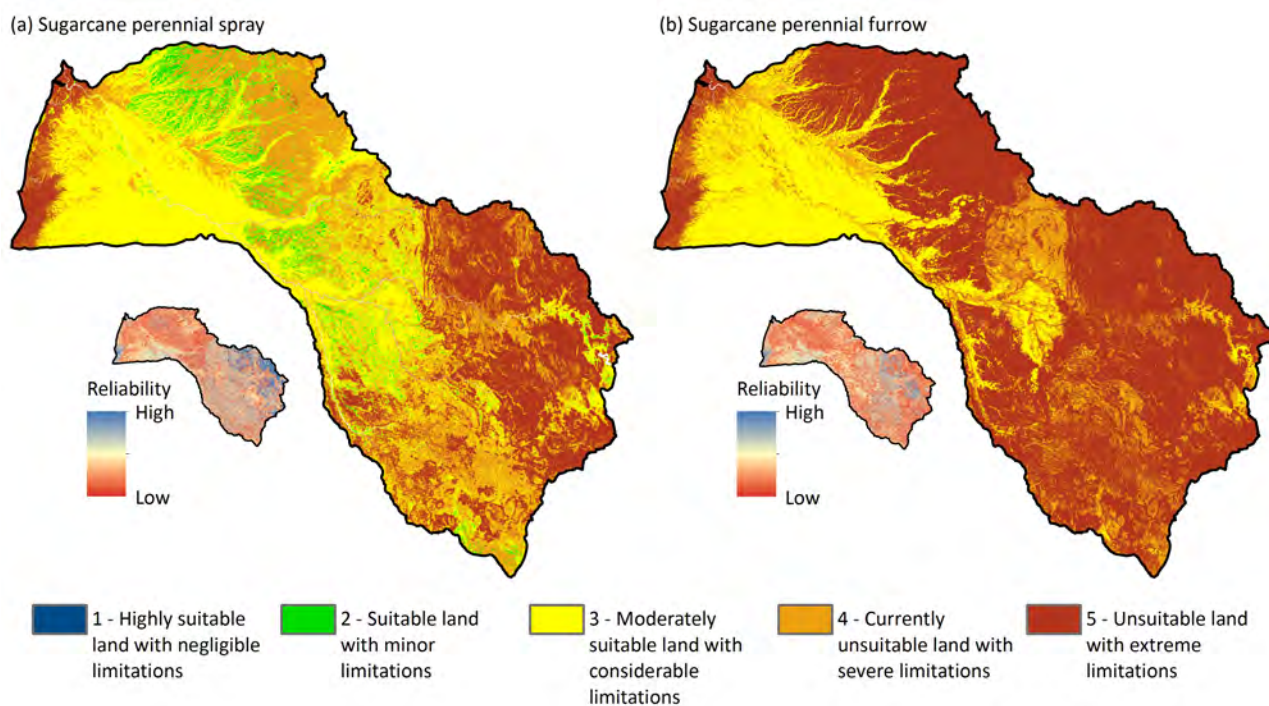 (a) Sugarcane perennial spray
(b) Sugarcane perennial furrow
Reliability
High
Low
Reliability
High
Low
1 - Highly suitable
land with negligible
limitations
2 - Suitable land
with minor
limitations
3 - Moderately
suitable land with
considerable
limitations
4 - Currently
unsuitable land with
severe limitations
5 - Unsuitable land
with extreme
limitations